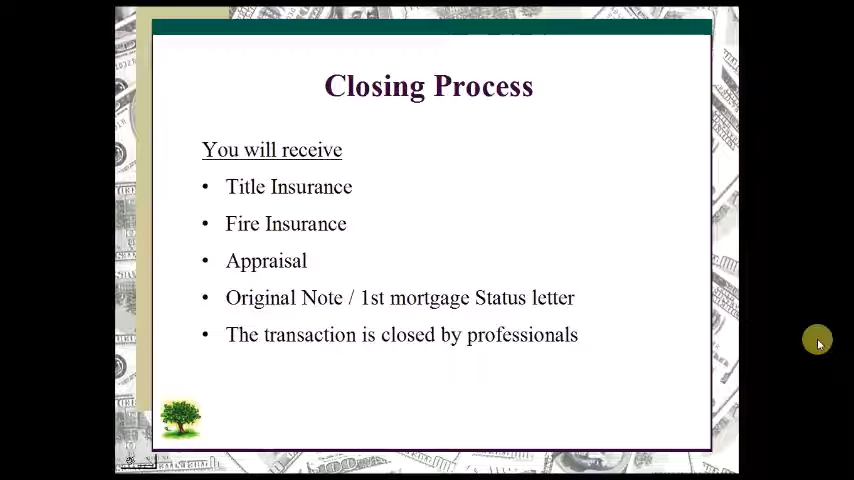 Closing Process
You will receive
• Title Insurance
• Fire Insurance
• Appraisal
• Original Note / 1st mortgage Status letter
• The transaction is closed by professionals